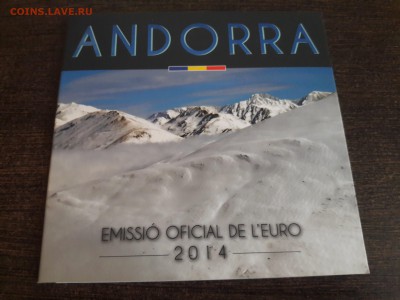 COINS.LAVE.RU
ANDORRA
EMISSIÓ OFICIAL DE L'EURO
2014